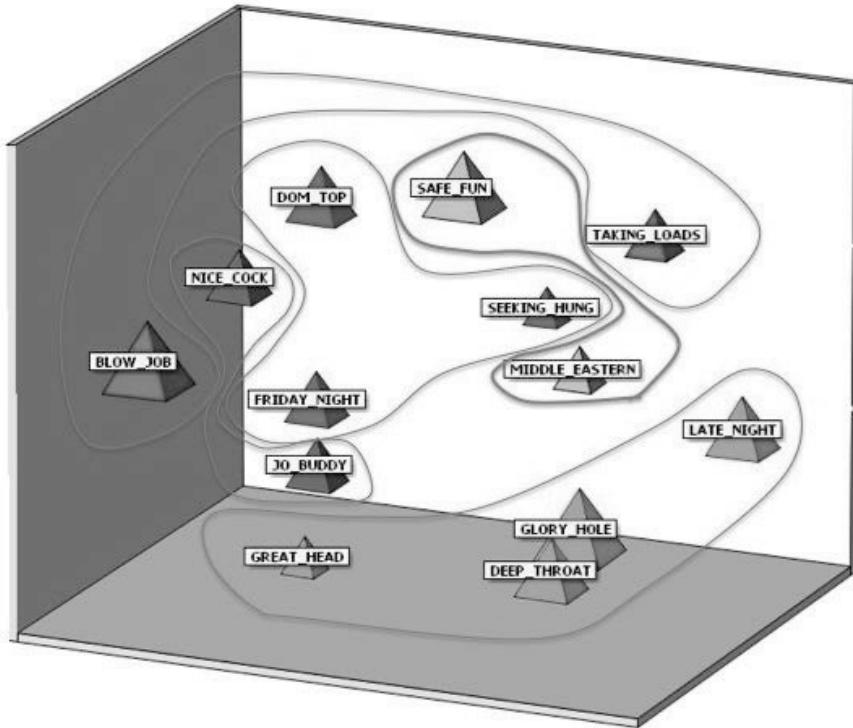 SAFE_FUN
DOM_TOP
TAKING_LOADS
NICE_COCK
SEEKING_HUNG
BLOW_JOB
MIDDLE_EASTERN
FRIDAY_NIGHT
LATE_NIGHT
JO_BUDDY
GLORY_HOLE
GREAT_HEAD
DEEP_THROAT